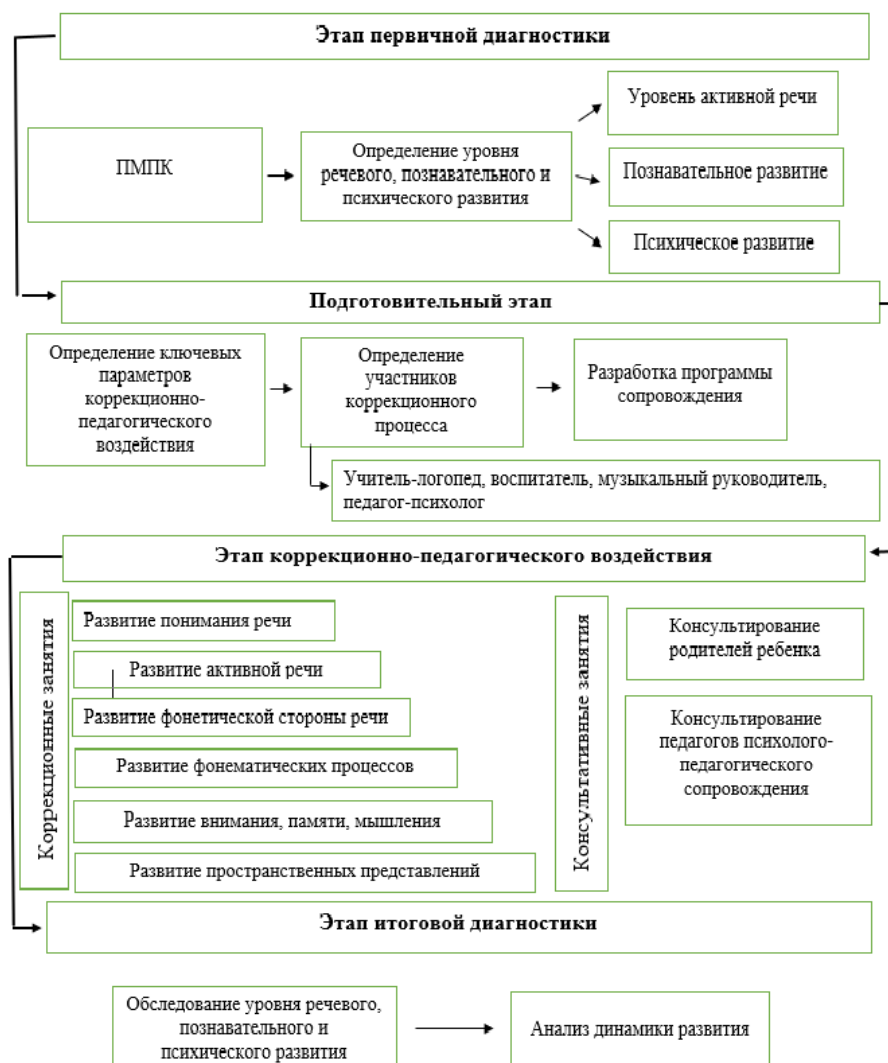 Этап первичной диагностики
ПМПК
Определение уровня
речевого, познавательного и
психического развития
Уровень активной речи
Познавательное развитие
Психическое развитие
Подготовительный этап
Определение ключевых
параметров
коррекционно-
педагогического
воздействия
Определение
участников
коррекционного
процесса
Разработка программы
сопровождения
Учитель-логопед, воспитатель, музыкальный руководитель,
педагог-психолог
Этап коррекционно-педагогического воздействия
Коррекционные занятия
Развитие понимания речи
Развитие активной речи
Развитие фонетической стороны речи
Развитие фонематических процессов
Развитие внимания, памяти, мышления
Развитие пространственных представлений
Консультативные занятия
Консультирование
родителей ребенка
Консультирование
педагогов психолого-
педагогического
сопровождения
Этап итоговой диагностики
Обследование уровня речевого,
познавательного и
психического развития
Анализ динамики развития